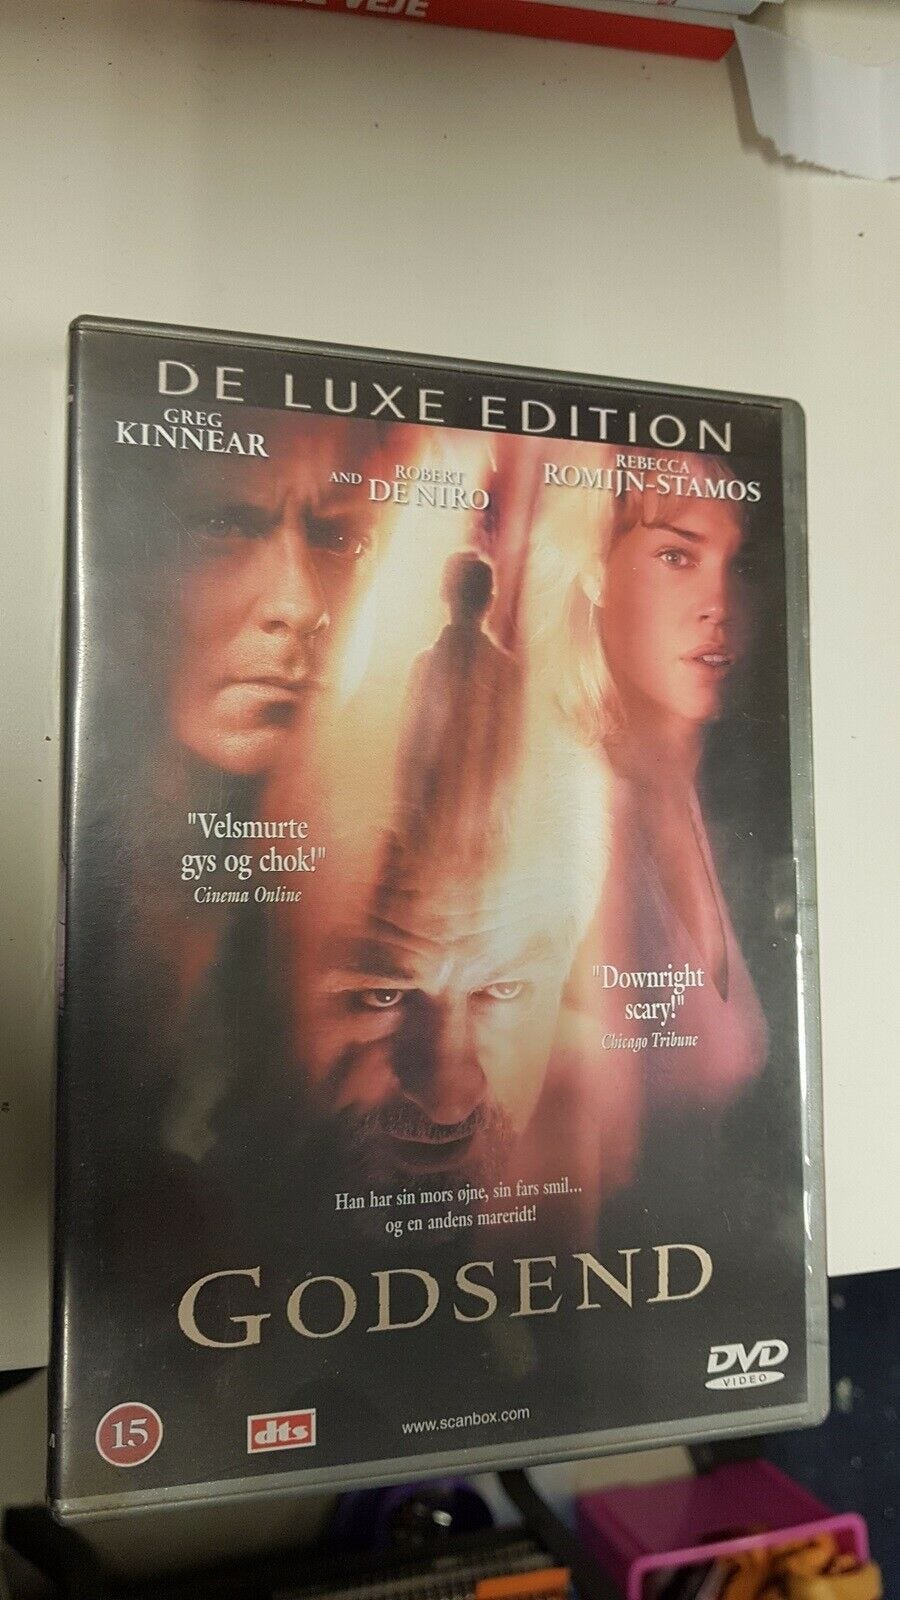 VEJE
DE LUXE EDITION
GREG
KINNEAR
AND ROBERT
DE NIRO
REBECCA
ROMIJN-STAMOS
"Velsmurte
gys og chok!"
Cinema Online
"Downright
scary!"
Chicago Tribune
Han har sin mors øjne, sin fars smil...
og en andens mareridt!
GODSEND
DVD
VIDEO
15
dts
www.scanbox.com